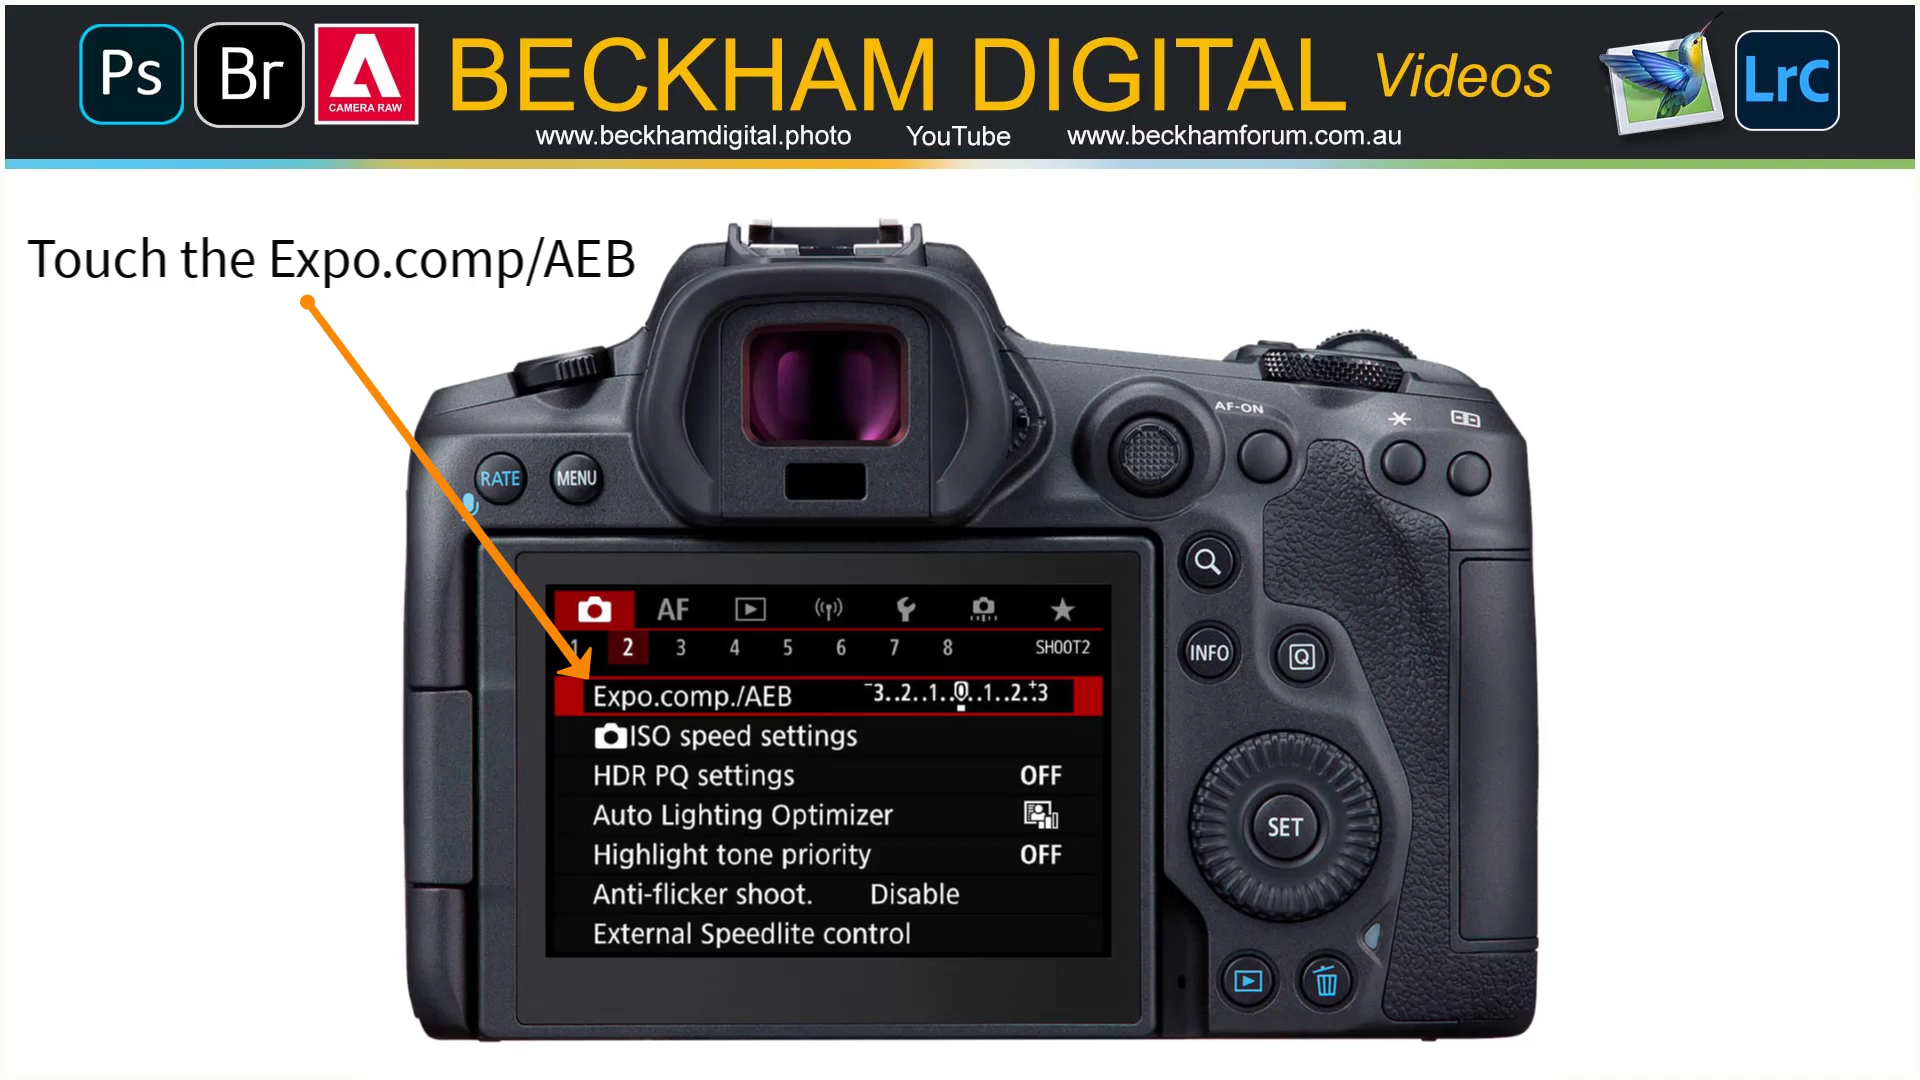 Ps Br CAMERA RAW BECKHAM DIGITAL Videos LrC
www.beckhamdigital.photo YouTube www.beckhamforum.com.au
Touch the Expo.comp/AEB
AF-ON
RATE MENU
AF
1 2 3 4 5 6 7 8 SHOOT2
Expo.comp./AEB -3..2..1..0..1..2.+3
ISO speed settings
HDR PQ settings OFF
Auto Lighting Optimizer
Highlight tone priority OFF
Anti-flicker shoot. Disable
External Speedlite control
INFO Q
SET